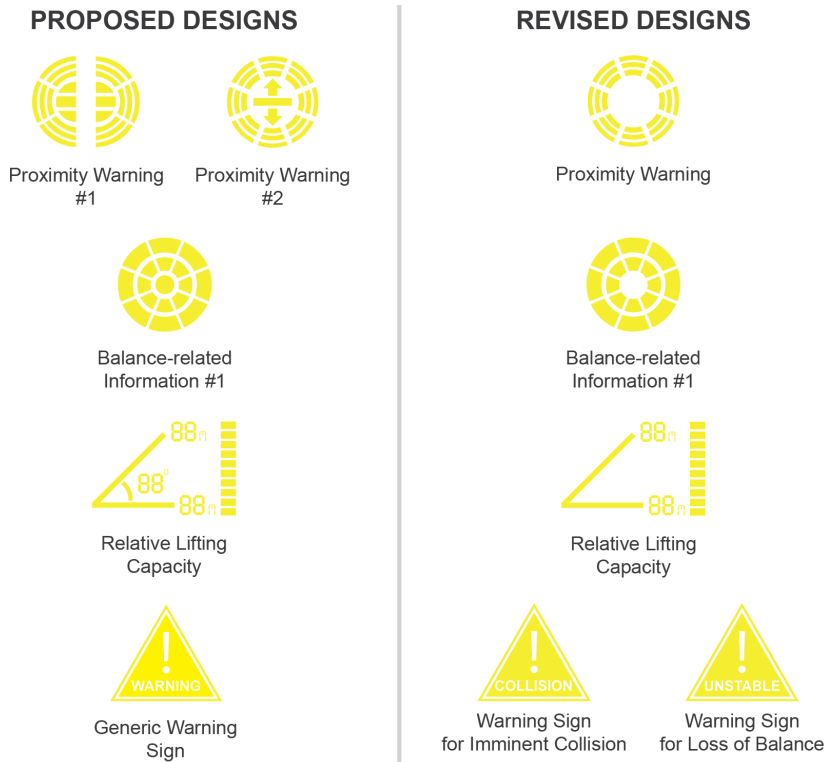 PROPOSED DESIGNS
Proximity Warning
#1
Proximity Warning
#2
Balance-related
Information #1
88m
88°
88m
Relative Lifting
Capacity
!
WARNING
Generic Warning
Sign
REVISED DESIGNS
Proximity Warning
Balance-related
Information #1
88m
88m
Relative Lifting
Capacity
!
COLLISION
Warning Sign
for Imminent Collision
!
UNSTABLE
Warning Sign
for Loss of Balance